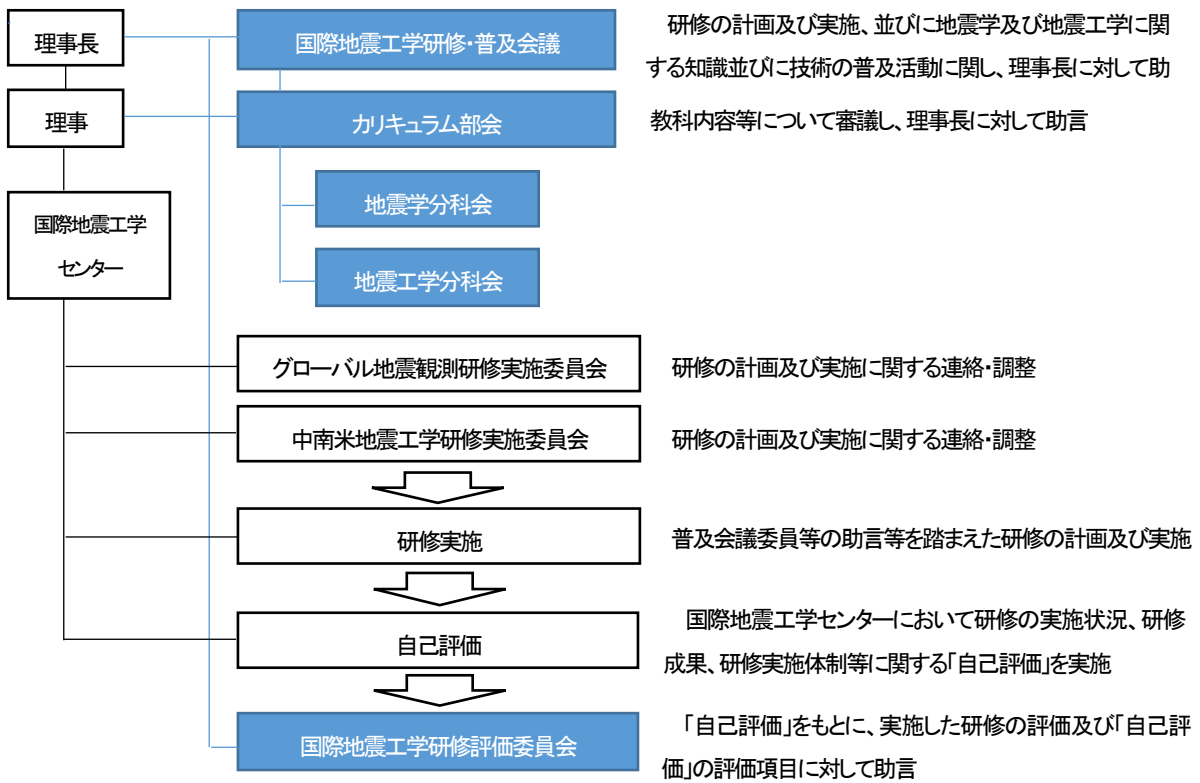 理事長
国際地震工学研修・普及会議
研修の計画及び実施、並びに地震学及び地震工学に関
する知識並びに技術の普及活動に関し、理事長に対して助
理事
カリキュラム部会
教科内容等について審議し、理事長に対して助言
国際地震工学
センター
地震学分科会
地震工学分科会
グローバル地震観測研修実施委員会
研修の計画及び実施に関する連絡・調整
中南米地震工学研修実施委員会
研修の計画及び実施に関する連絡・調整
研修実施
普及会議委員等の助言等を踏まえた研修の計画及び実施
自己評価
国際地震工学センターにおいて研修の実施状況、研修
成果、研修実施体制等に関する「自己評価」を実施
国際地震工学研修評価委員会
「自己評価」をもとに、実施した研修の評価及び「自己評
価」の評価項目に対して助言